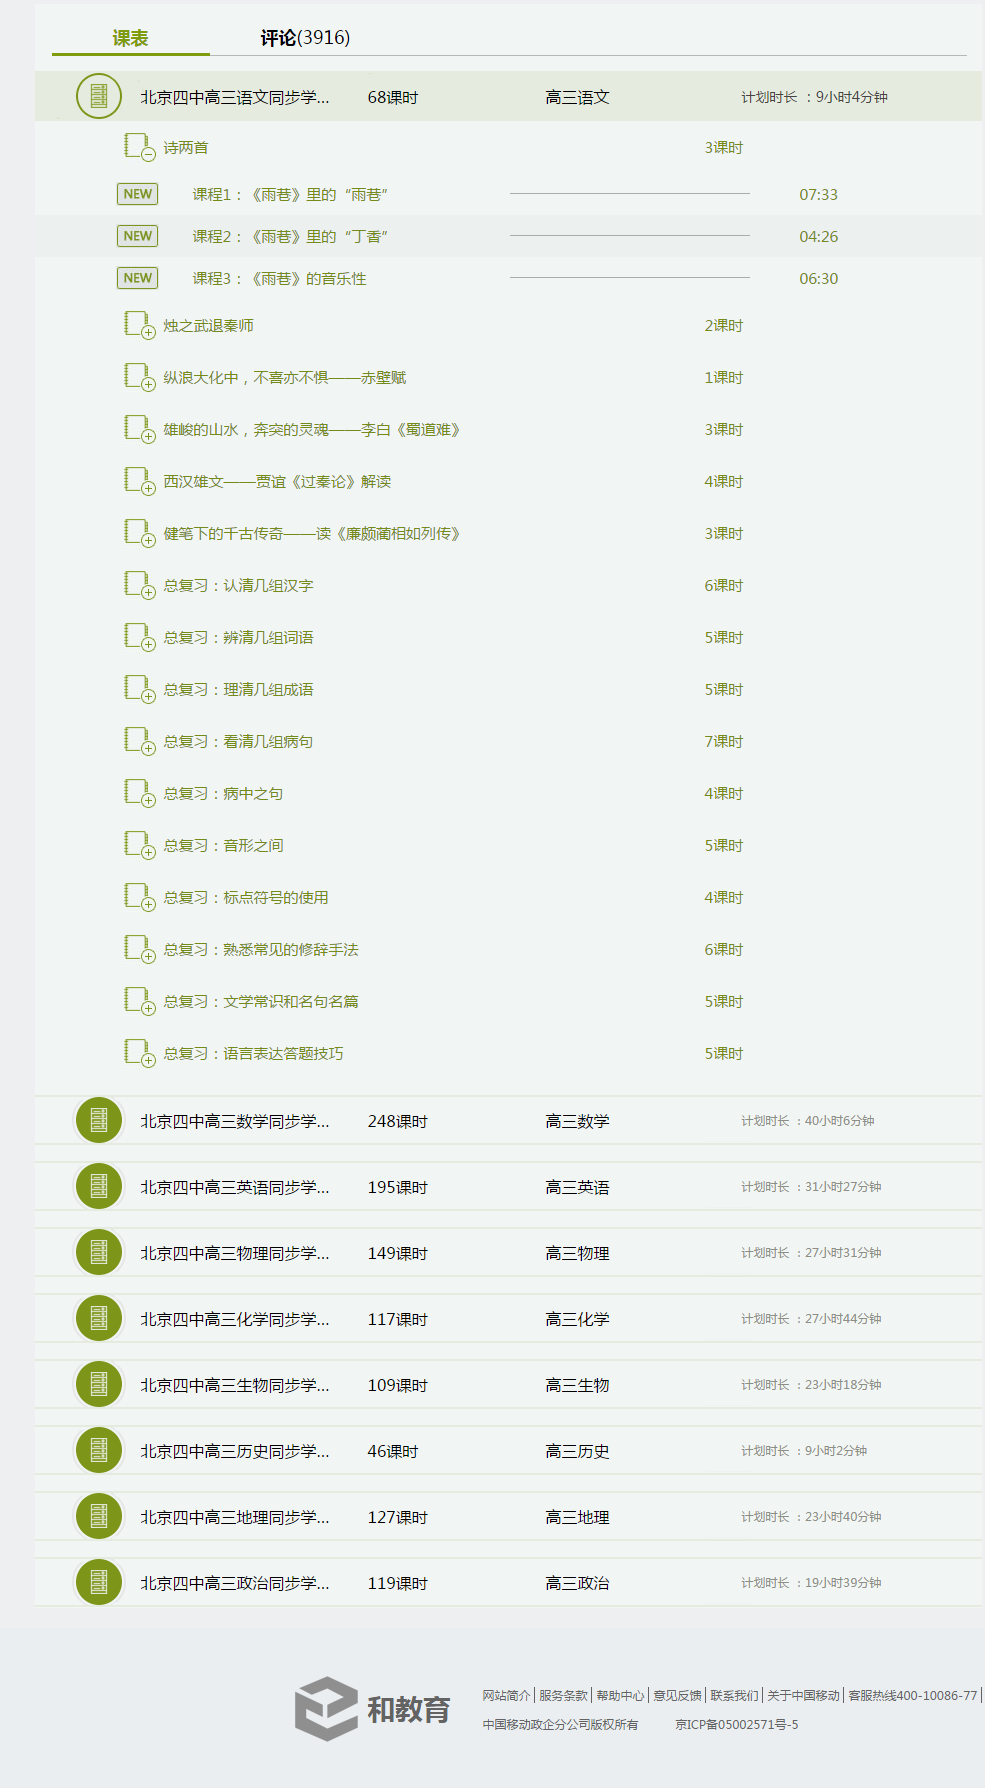 课表 评论(3916)
北京四中高三语文同步学... 68课时 高三语文 计划时长 ：9小时4分钟
诗两首 3课时
NEW 课程1：《雨巷》里的“雨巷” 07:33
NEW 课程2：《雨巷》里的“丁香” 04:26
NEW 课程3：《雨巷》的音乐性 06:30
烛之武退秦师 2课时
纵浪大化中，不喜亦不惧——赤壁赋 1课时
雄峻的山水，奔突的灵魂——李白《蜀道难》 3课时
西汉雄文——贾谊《过秦论》解读 4课时
健笔下的千古传奇——读《廉颇蔺相如列传》 3课时
总复习：认清几组汉字 6课时
总复习：辨清几组词语 5课时
总复习：理清几组成语 5课时
总复习：看清几组病句 7课时
总复习：病中之句 4课时
总复习：音形之间 5课时
总复习：标点符号的使用 4课时
总复习：熟悉常见的修辞手法 6课时
总复习：文学常识和名句名篇 5课时
总复习：语言表达答题技巧 5课时
北京四中高三数学同步学... 248课时 高三数学 计划时长 ：40小时6分钟
北京四中高三英语同步学... 195课时 高三英语 计划时长 ：31小时27分钟
北京四中高三物理同步学... 149课时 高三物理 计划时长 ：27小时31分钟
北京四中高三化学同步学... 117课时 高三化学 计划时长 ：27小时44分钟
北京四中高三生物同步学... 109课时 高三生物 计划时长 ：23小时18分钟
北京四中高三历史同步学... 46课时 高三历史 计划时长 ：9小时2分钟
北京四中高三地理同步学... 127课时 高三地理 计划时长 ：23小时40分钟
北京四中高三政治同步学... 119课时 高三政治 计划时长 ：19小时39分钟
和教育
网站简介 | 服务条款 | 帮助中心 | 意见反馈 | 联系我们 | 关于中国移动 | 客服热线400-10086-77 |
中国移动政企分公司版权所有 京ICP备05002571号-5